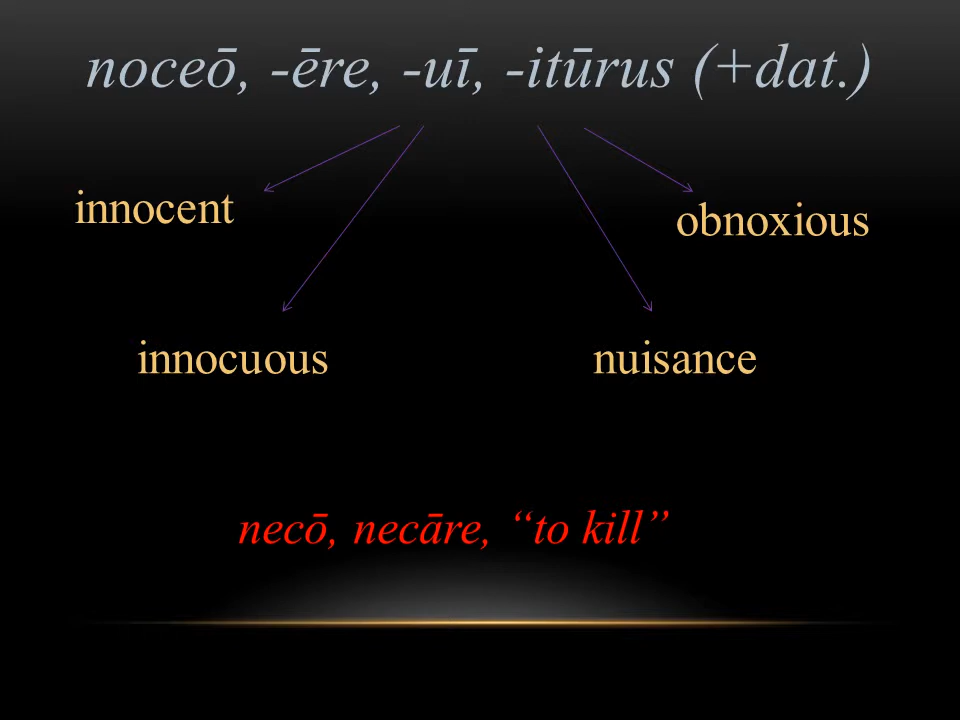 noceō, -ēre, -uī, -itūrus (+dat.)
innocent
obnoxious
innocuous
nuisance
necō, necāre, “to kill”